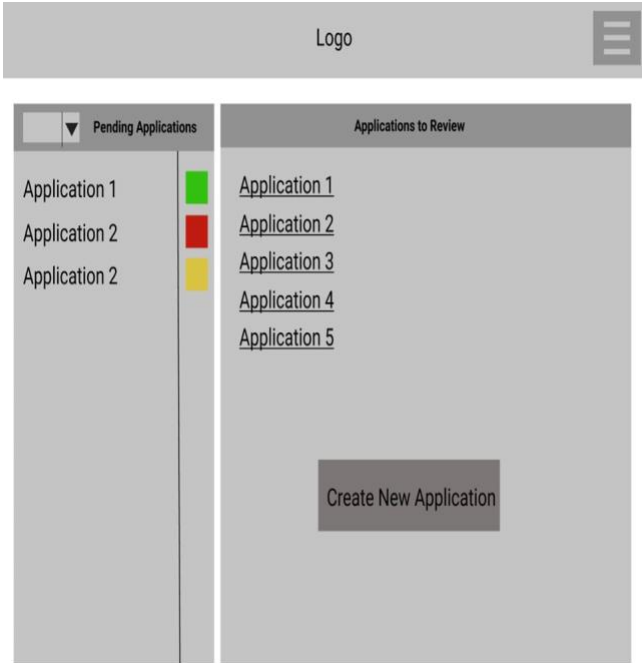 Logo
Pending Applications
Application 1
Application 2
Application 2
Applications to Review
Application 1
Application 2
Application 3
Application 4
Application 5
Create New Application